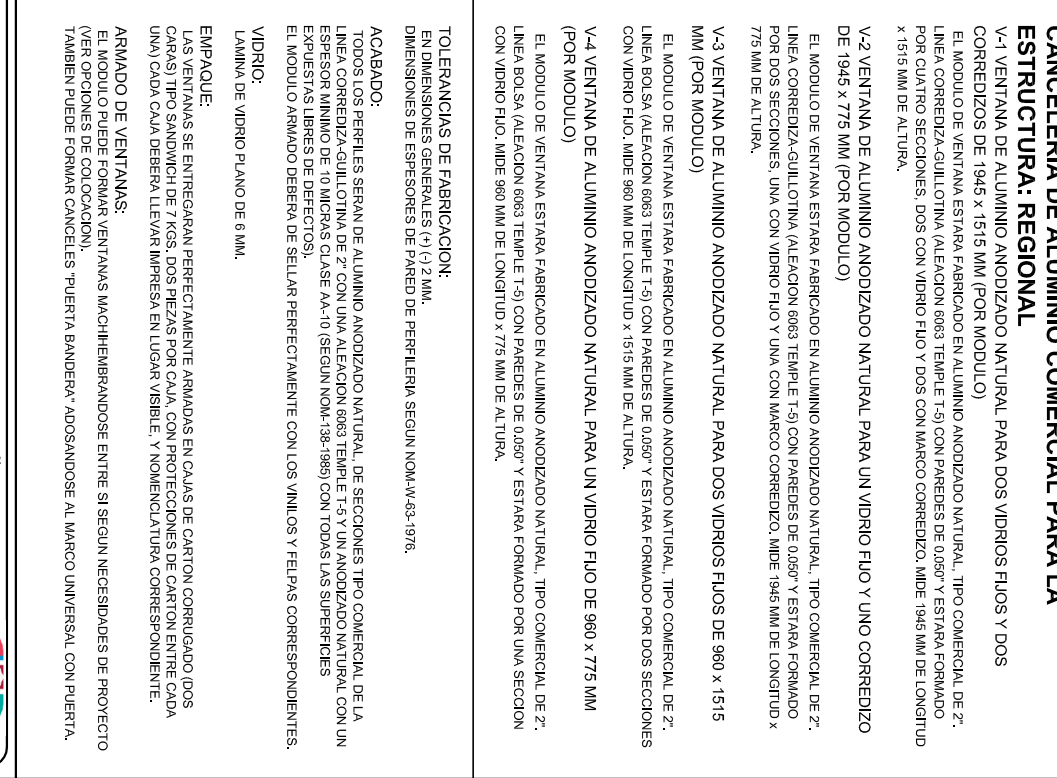 CANCELERIA DE ALUMINIO COMERCIAL PARA LA
ESTRUCTURA: REGIONAL
V-1 VENTANA DE ALUMINIO ANODIZADO NATURAL PARA DOS VIDRIOS FIJOS Y DOS
CORREDIZOS DE 1945 x 1515 MM (POR MODULO)
EL MODULO DE VENTANA ESTARA FABRICADO EN ALUMINIO ANODIZADO NATURAL, TIPO COMERCIAL DE 2".
LINEA CORREDIZA-GUILLOTINA (ALEACION 6063 TEMPLE T-5) CON PAREDES DE 0.050" Y ESTARA FORMADO
POR CUATRO SECCIONES, DOS CON VIDRIO FIJO Y DOS CON MARCO CORREDIZO. MIDE 1945 MM DE LONGITUD
x 1515 MM DE ALTURA.
V-2 VENTANA DE ALUMINIO ANODIZADO NATURAL PARA UN VIDRIO FIJO Y UNO CORREDIZO
DE 1945 x 775 MM (POR MODULO)
EL MODULO DE VENTANA ESTARA FABRICADO EN ALUMINIO ANODIZADO NATURAL, TIPO COMERCIAL DE 2".
LINEA CORREDIZA-GUILLOTINA (ALEACION 6063 TEMPLE T-5) CON PAREDES DE 0.050" Y ESTARA FORMADO
POR DOS SECCIONES, UNA CON VIDRIO FIJO Y UNA CON MARCO CORREDIZO. MIDE 1945 MM DE LONGITUD x
775 MM DE ALTURA.
V-3 VENTANA DE ALUMINIO ANODIZADO NATURAL PARA DOS VIDRIOS FIJOS DE 960 x 1515
MM (POR MODULO)
EL MODULO DE VENTANA ESTARA FABRICADO EN ALUMINIO ANODIZADO NATURAL, TIPO COMERCIAL DE 2".
LINEA BOLSA (ALEACION 6063 TEMPLE T-5) CON PAREDES DE 0.050" Y ESTARA FORMADO POR DOS SECCIONES
CON VIDRIO FIJO. MIDE 960 MM DE LONGITUD x 1515 MM DE ALTURA.
V-4 VENTANA DE ALUMINIO ANODIZADO NATURAL PARA UN VIDRIO FIJO DE 960 x 775 MM
(POR MODULO)
EL MODULO DE VENTANA ESTARA FABRICADO EN ALUMINIO ANODIZADO NATURAL, TIPO COMERCIAL DE 2".
LINEA BOLSA (ALEACION 6063 TEMPLE T-5) CON PAREDES DE 0.050" Y ESTARA FORMADO POR UNA SECCION
CON VIDRIO FIJO. MIDE 960 MM DE LONGITUD x 775 MM DE ALTURA.
TOLERANCIAS DE FABRICACION:
EN DIMENSIONES GENERALES (+) (-) 2 MM.
DIMENSIONES DE ESPESORES DE PARED DE PERFILERIA SEGUN NOM-W-63-1976.
ACABADO:
TODOS LOS PERFILES SERAN DE ALUMINIO ANODIZADO NATURAL, DE SECCIONES TIPO COMERCIAL DE LA
LINEA CORREDIZA-GUILLOTINA DE 2" CON UNA ALEACION 6063 TEMPLE T-5 Y UN ANODIZADO NATURAL CON UN
ESPESOR MINIMO DE 10 MICRAS CLASE AA-10 (SEGUN NOM-138-1985) CON TODAS LAS SUPERFICIES
EXPUESTAS LIBRES DE DEFECTOS).
EL MODULO ARMADO DEBERA DE SELLAR PERFECTAMENTE CON LOS VINILOS Y FELPAS CORRESPONDIENTES.
VIDRIO:
LAMINA DE VIDRIO PLANO DE 6 MM.
EMPAQUE:
LAS VENTANAS SE ENTREGARAN PERFECTAMENTE ARMADAS EN CAJAS DE CARTON CORRUGADO (DOS
CARAS) TIPO SANDWICH DE 7 KGS, DOS PIEZAS POR CAJA, CON PROTECCIONES DE CARTON ENTRE CADA
UNA) CADA CAJA DEBERA LLEVAR IMPRESA EN LUGAR VISIBLE, Y NOMENCLATURA CORRESPONDIENTE.
ARMADO DE VENTANAS:
EL MODULO PUEDE FORMAR VENTANAS MACHIHEMBRANDOSE ENTRE SI SEGUN NECESIDADES DE PROYECTO
(VER OPCIONES DE COLOCACION).
TAMBIEN PUEDE FORMAR CANCELES "PUERTA BANDERA" ADOSANDOSE AL MARCO UNIVERSAL CON PUERTA.